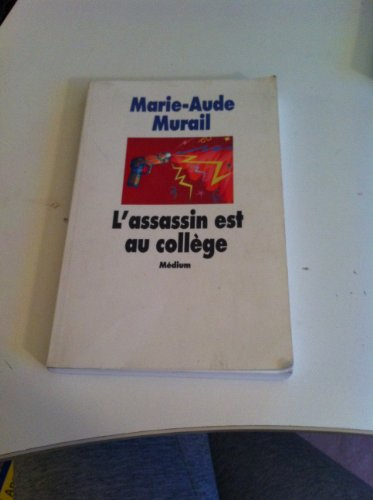 Marie-Aude
Murail
L'assassin est
au collège
Médium